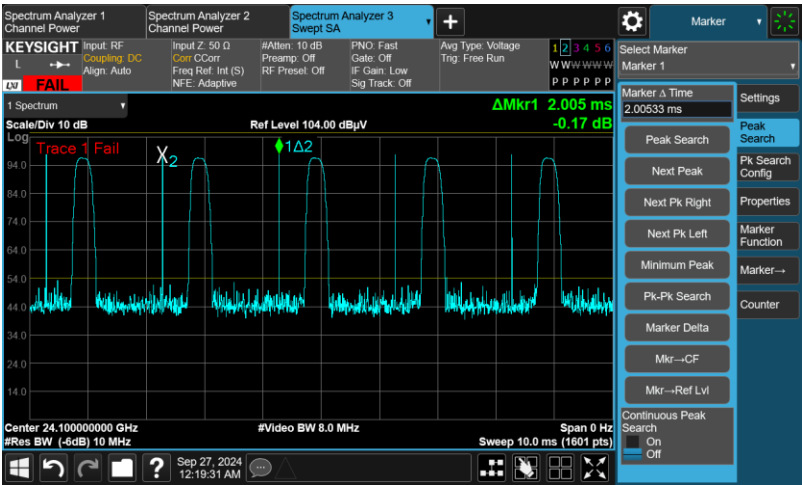 Spectrum Analyzer 1
Channel Power
Spectrum Analyzer 2
Channel Power
Spectrum Analyzer 3
Swept SA
+
Marker
KEYSIGHT
L
LXI
FAIL
Input: RF
Coupling: DC
Align: Auto
Input Z: 50 Ω
Corr CCorr
Freq Ref: Int (S)
NFE: Adaptive
#Atten: 10 dB
Preamp: Off
RF Presel: Off
PNO: Fast
Gate: Off
IF Gain: Low
Sig Track: Off
Avg Type: Voltage
Trig: Free Run
1 2 3 4 5 6
W W W W W W
P P P P P P
Select Marker
Marker 1
1 Spectrum
Scale/Div 10 dB
Ref Level 104.00 dBµV
ΔMkr1 2.005 ms
-0.17 dB
Log
Trace 1 Fail
X2
1Δ2
94.0
84.0
74.0
64.0
54.0
44.0
34.0
24.0
14.0
Center 24.100000000 GHz
#Res BW (-6dB) 10 MHz
#Video BW 8.0 MHz
Span 0 Hz
Sweep 10.0 ms (1601 pts)
Marker Δ Time
2.00533 ms
Peak Search
Next Peak
Next Pk Right
Next Pk Left
Minimum Peak
Pk-Pk Search
Marker Delta
Mkr→CF
Mkr→Ref Lvl
Continuous Peak
Search
On
Off
Settings
Peak
Search
Pk Search
Config
Properties
Marker
Function
Marker→
Counter
?
Sep 27, 2024
12:19:31 AM